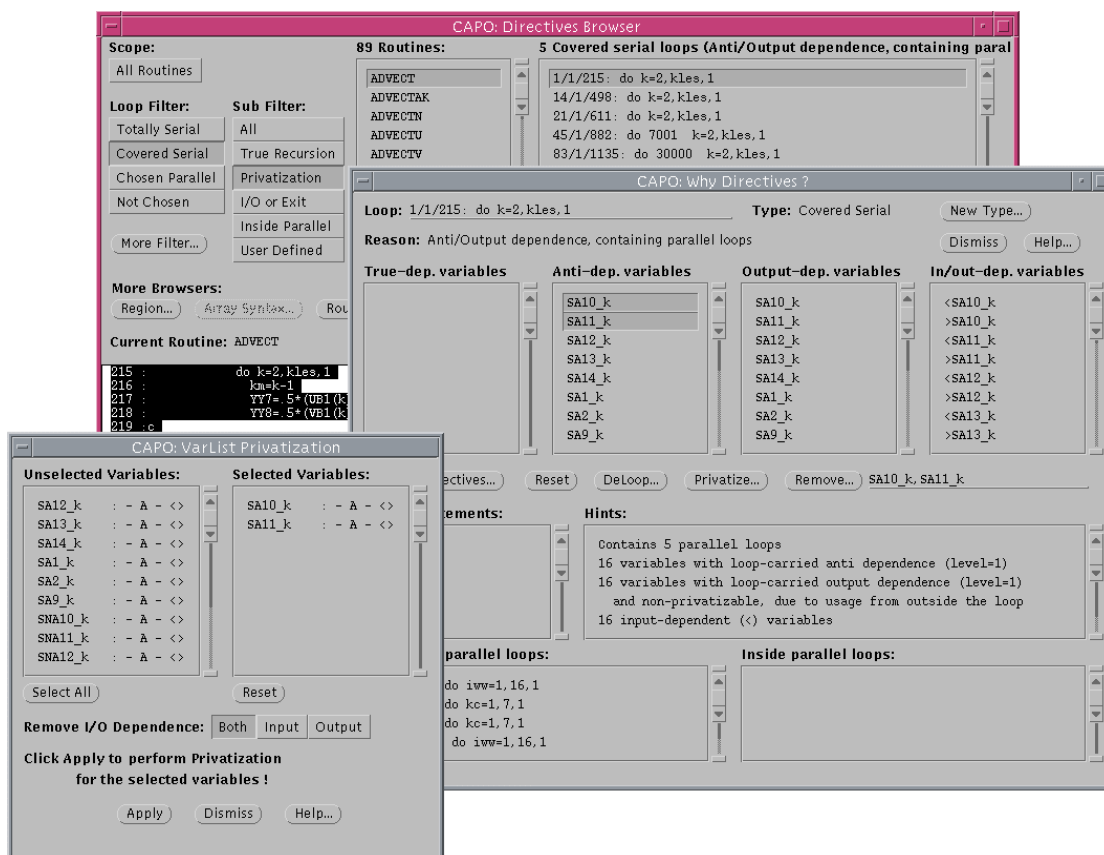 CAPO: Directives Browser
Scope:
All Routines
Loop Filter:
Totally Serial
Covered Serial
Chosen Parallel
Not Chosen
More Filter...
Sub Filter:
All
True Recursion
Privatization
I/O or Exit
Inside Parallel
User Defined
89 Routines:
ADVECT
ADVECTAK
ADVECTN
ADVECTU
ADVECTV
5 Covered serial loops (Anti/Output dependence, containing paral
1/1/215: do k=2,kles,1
14/1/498: do k=2,kles,1
21/1/611: do k=2,kles,1
45/1/882: do 7001 k=2,kles,1
83/1/1135: do 30000 k=2,kles,1
More Browsers:
Region... Array Syntax... Rou
Current Routine: ADVECT
215 : do k=2,kles,1
216 : km=k-1
217 : YY7=.5*(UB1(k
218 : YY8=.5*(VB1(k
219 :c
CAPO: Why Directives ?
Loop: 1/1/215: do k=2,kles,1 Type: Covered Serial New Type...
Reason: Anti/Output dependence, containing parallel loops Dismiss Help...
True-dep. variables
Anti-dep. variables
SA10_k
SA11_k
SA12_k
SA13_k
SA14_k
SA1_k
SA2_k
SA9_k
Output-dep. variables
SA10_k
SA11_k
SA12_k
SA13_k
SA14_k
SA1_k
SA2_k
SA9_k
In/out-dep. variables
<SA10_k
>SA10_k
<SA11_k
>SA11_k
<SA12_k
>SA12_k
<SA13_k
>SA13_k
ectives... Reset DeLoop... Privatize... Remove... SA10_k,SA11_k
tements:
Hints:
Contains 5 parallel loops
16 variables with loop-carried anti dependence (level=1)
16 variables with loop-carried output dependence (level=1)
and non-privatizable, due to usage from outside the loop
16 input-dependent (<) variables
parallel loops:
do iww=1,16,1
do kc=1,7,1
do kc=1,7,1
do iww=1,16,1
Inside parallel loops:
CAPO: VarList Privatization
Unselected Variables:
SA12_k : - A - <>
SA13_k : - A - <>
SA14_k : - A - <>
SA1_k : - A - <>
SA2_k : - A - <>
SA9_k : - A - <>
SNA10_k : - A - <>
SNA11_k : - A - <>
SNA12_k : - A - <>
Select All
Selected Variables:
SA10_k : - A - <>
SA11_k : - A - <>
Reset
Remove I/O Dependence: Both Input Output
Click Apply to perform Privatization
for the selected variables !
Apply Dismiss Help...